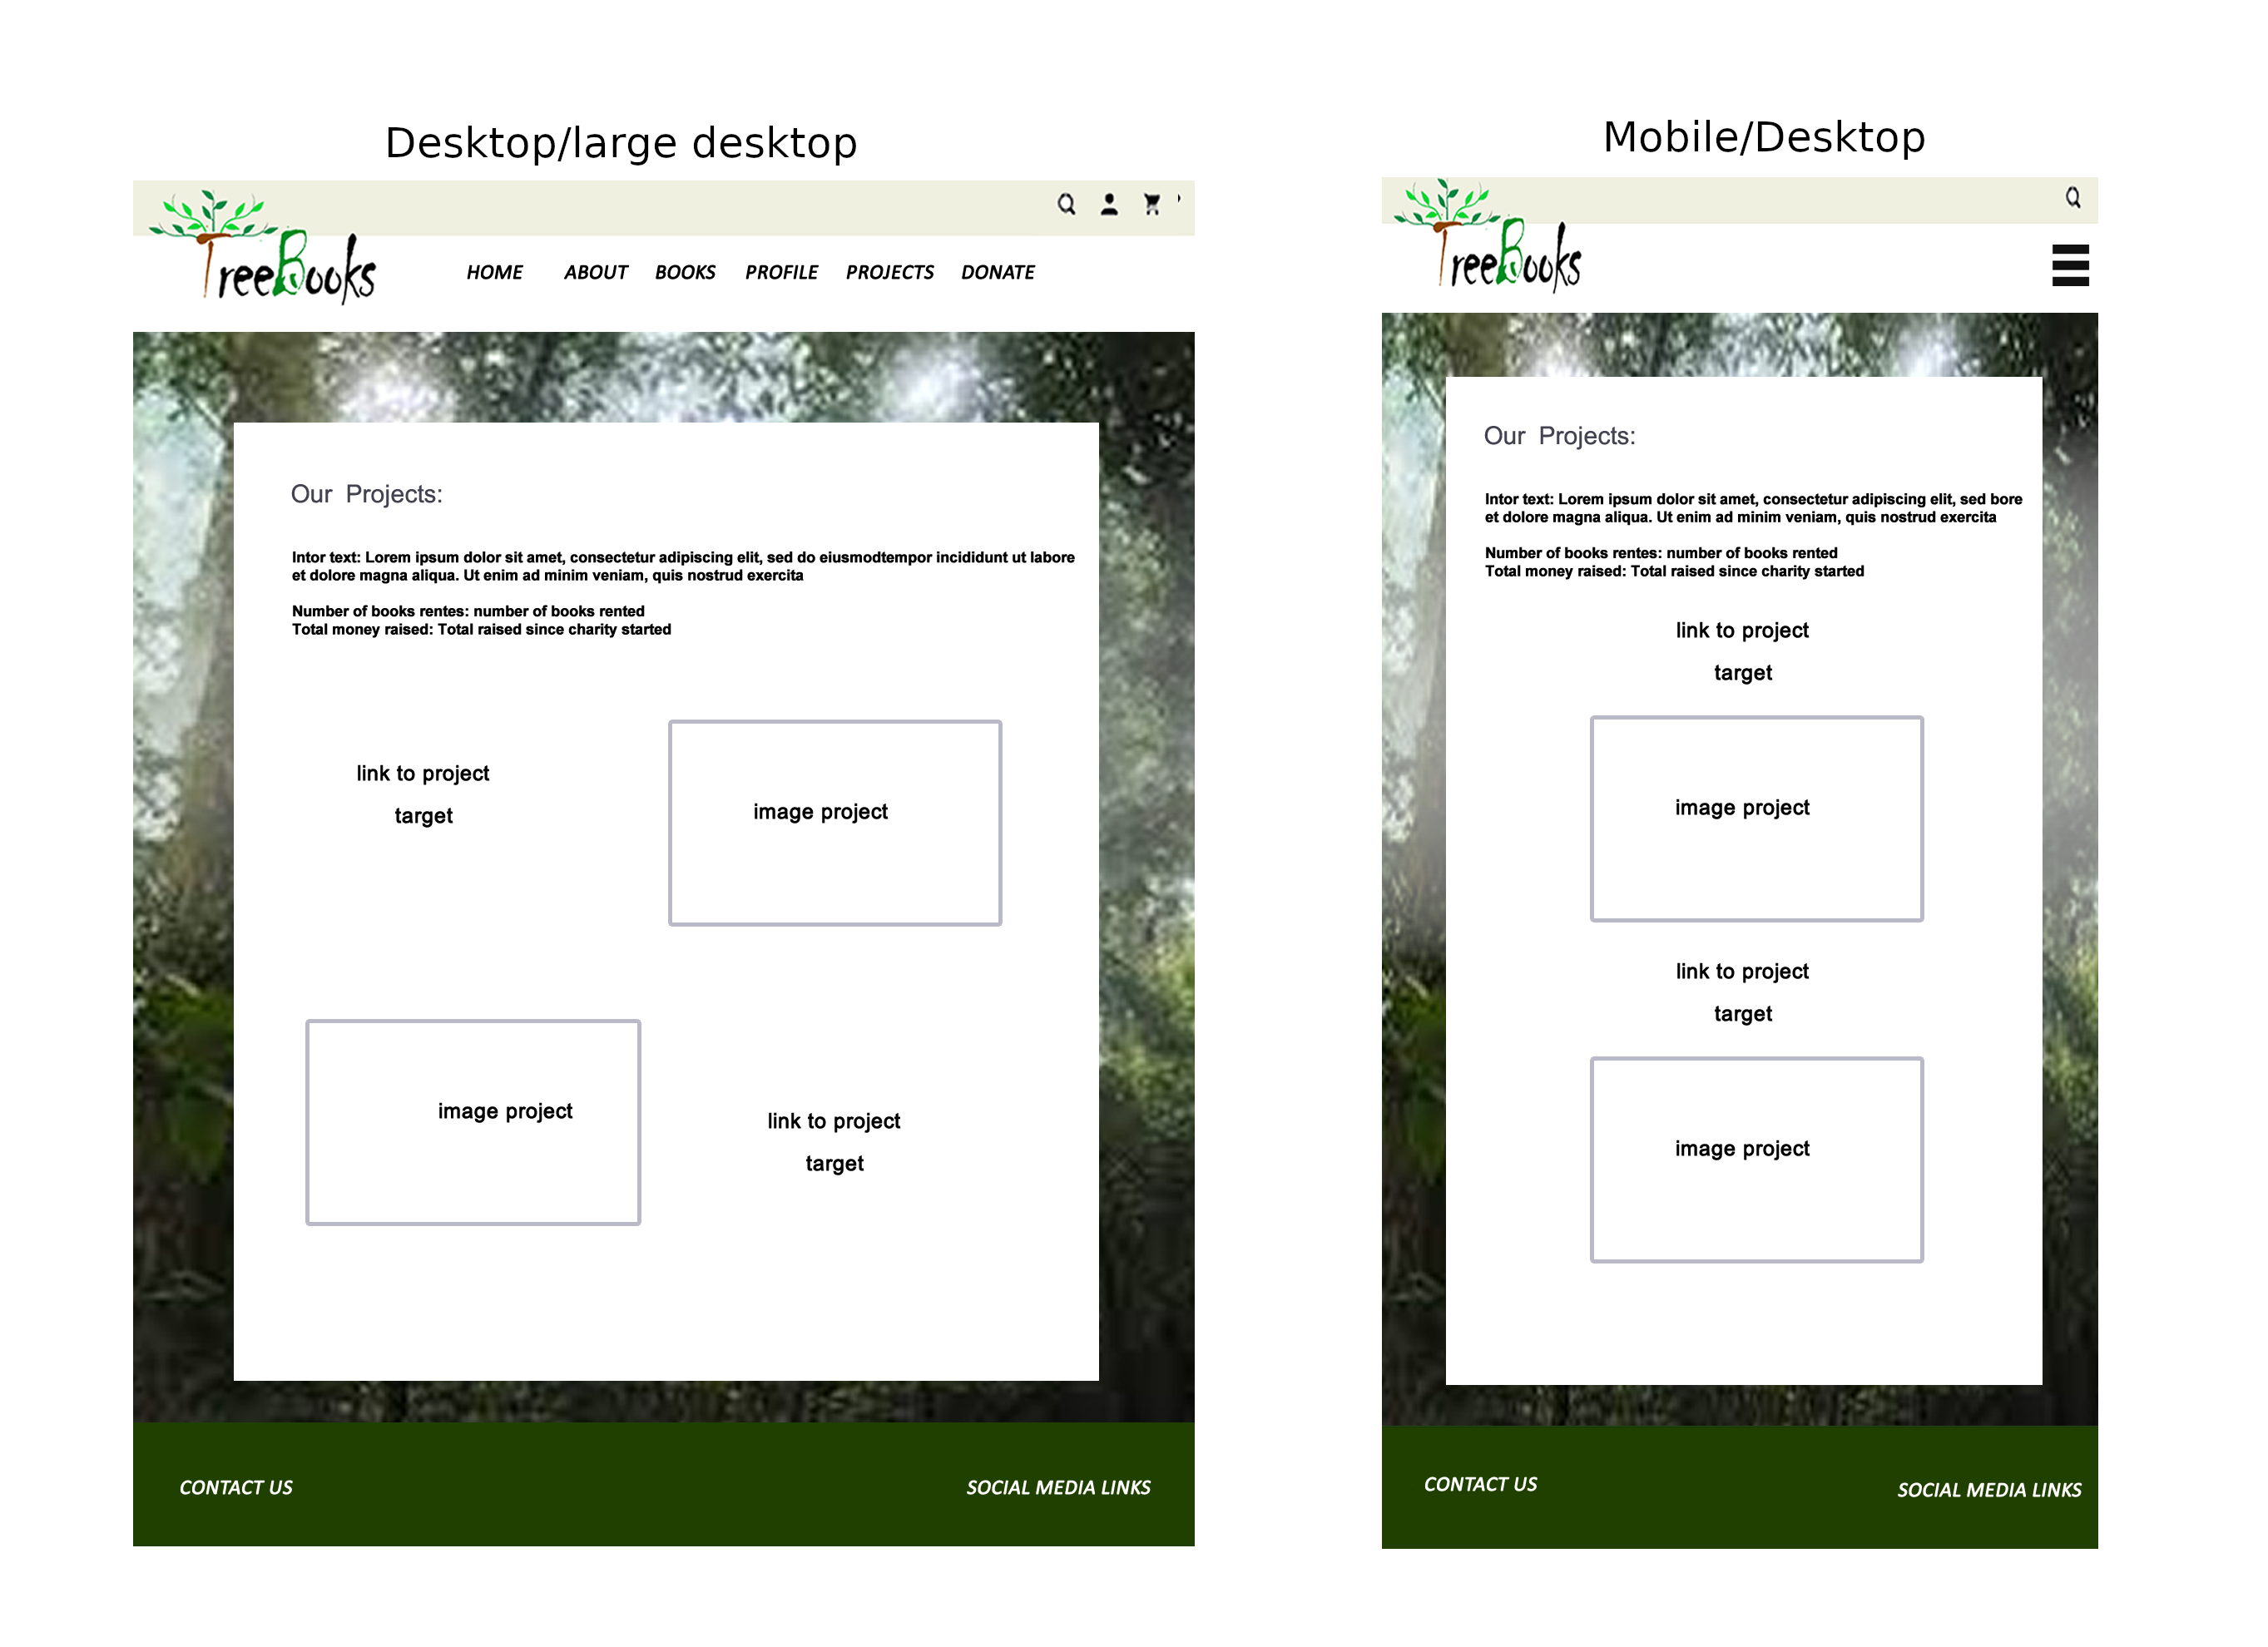 Desktop/large desktop
TreeBooks
HOME ABOUT BOOKS PROFILE PROJECTS DONATE
Our Projects:
Intor text: Lorem ipsum dolor sit amet, consectetur adipiscing elit, sed do eiusmodtempor incididunt ut labore
et dolore magna aliqua. Ut enim ad minim veniam, quis nostrud exercita
Number of books rentes: number of books rented
Total money raised: Total raised since charity started
link to project
target
image project
image project
link to project
target
CONTACT US
SOCIAL MEDIA LINKS
Mobile/Desktop
TreeBooks
Our Projects:
Intor text: Lorem ipsum dolor sit amet, consectetur adipiscing elit, sed bore
et dolore magna aliqua. Ut enim ad minim veniam, quis nostrud exercita
Number of books rentes: number of books rented
Total money raised: Total raised since charity started
link to project
target
image project
link to project
target
image project
CONTACT US
SOCIAL MEDIA LINKS